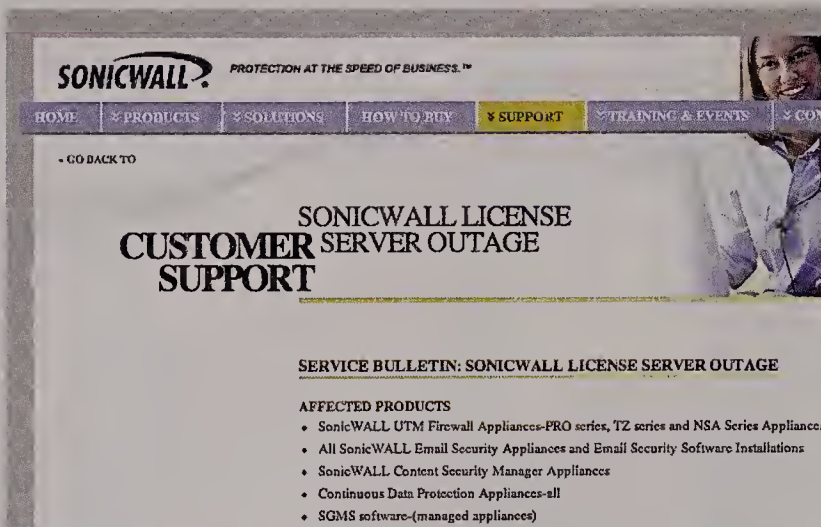 SONICWALL
PROTECTION AT THE SPEED OF BUSINESS.™
HOME PRODUCTS SOLUTIONS HOW TO BUY SUPPORT TRAINING & EVENTS CON
GO BACK TO
CUSTOMER SUPPORT
SONICWALL LICENSE
SERVER OUTAGE
SERVICE BULLETIN: SONICWALL LICENSE SERVER OUTAGE
AFFECTED PRODUCTS
• SonicWALL UTM Firewall Appliances-PRO series, TZ series and NSA Series Appliance
• All SonicWALL Email Security Appliances and Email Security Software Installations
• SonicWALL Content Security Manager Appliances
• Continuous Data Protection Appliances-all
• SGMS software-(managed appliances)